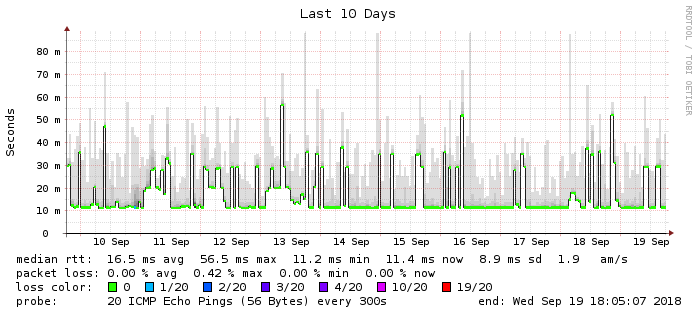 Last 10 Days
RRDTOOL / TOBI OETIKER
Seconds
80 m
70 m
60 m
50 m
40 m
30 m
20 m
10 m
0
10 Sep 11 Sep 12 Sep 13 Sep 14 Sep 15 Sep 16 Sep 17 Sep 18 Sep 19 Sep
median rtt: 16.5 ms avg 56.5 ms max 11.2 ms min 11.4 ms now 8.9 ms sd 1.9 am/s
packet loss: 0.00 % avg 0.42 % max 0.00 % min 0.00 % now
loss color: 0 1/20 2/20 3/20 4/20 10/20 19/20
probe: 20 ICMP Echo Pings (56 Bytes) every 300s end: Wed Sep 19 18:05:07 2018